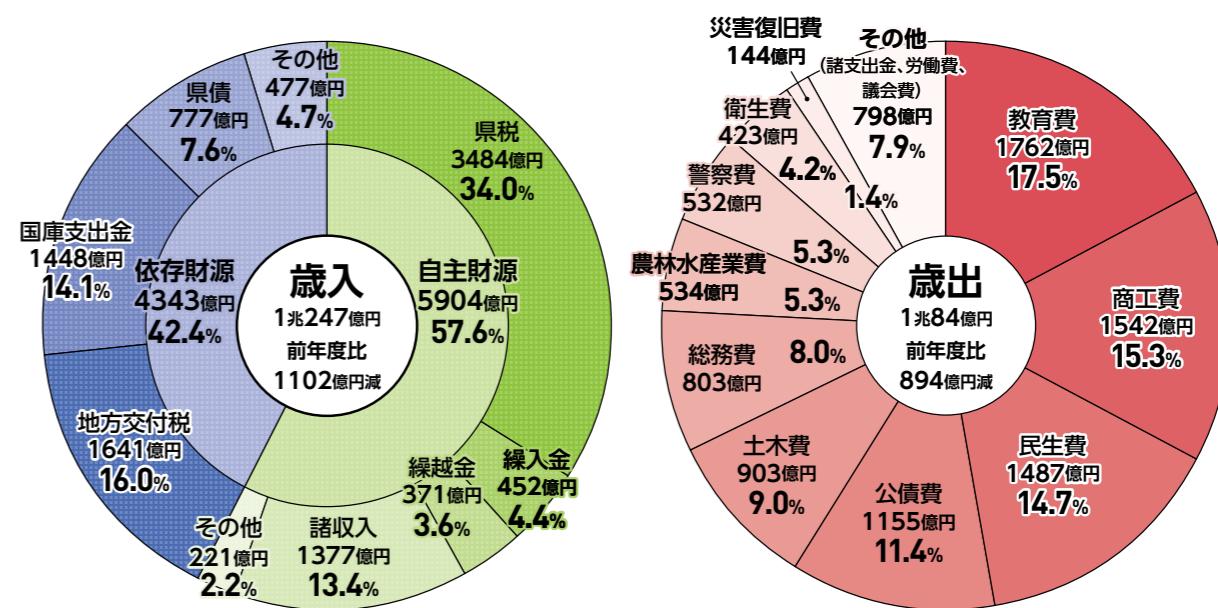 歳入
1兆247億円
前年度比
1102億円減
自主財源
5904億円
57.6%
県税
3484億円
34.0%
繰入金
452億円
4.4%
繰越金
371億円
3.6%
諸収入
1377億円
13.4%
その他
221億円
2.2%
依存財源
4343億円
42.4%
地方交付税
1641億円
16.0%
国庫支出金
1448億円
14.1%
県債
777億円
7.6%
その他
477億円
4.7%
歳出
1兆84億円
前年度比
894億円減
教育費
1762億円
17.5%
商工費
1542億円
15.3%
民生費
1487億円
14.7%
公債費
1155億円
11.4%
土木費
903億円
9.0%
総務費
803億円
8.0%
農林水産業費
534億円
5.3%
警察費
532億円
5.3%
衛生費
423億円
4.2%
災害復旧費
144億円
1.4%
その他
(諸支出金、労働費、
議会費)
798億円
7.9%